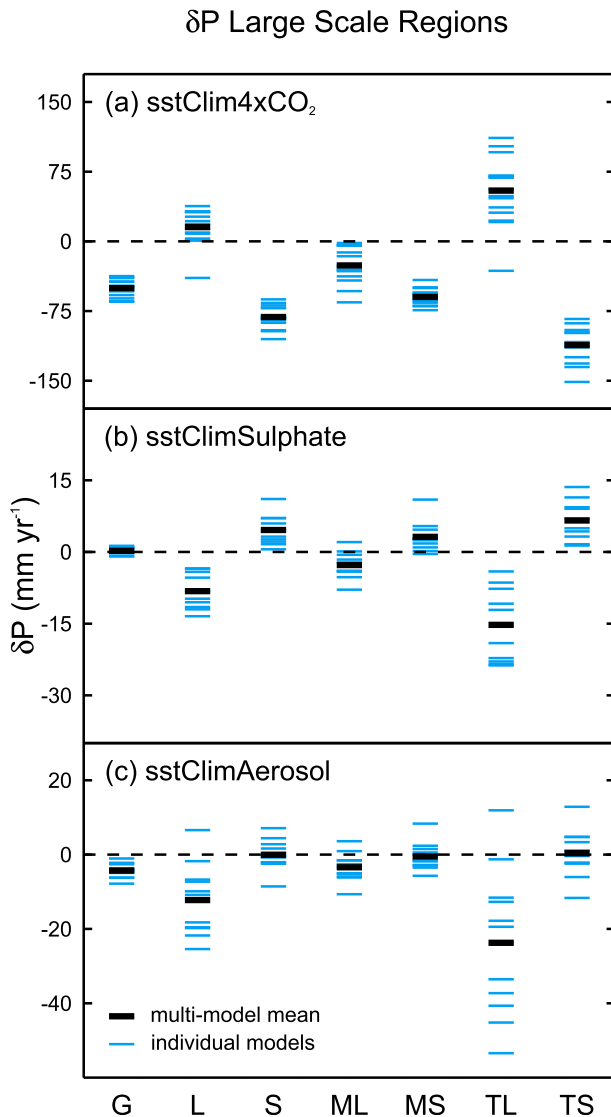 δP Large Scale Regions
(a) sstClim4xCO₂
150
75
0
-75
-150
(b) sstClimSulphate
15
0
-15
-30
δP (mm yr⁻¹)
(c) sstClimAerosol
20
0
-20
-40
multi-model mean
individual models
G L S ML MS TL TS